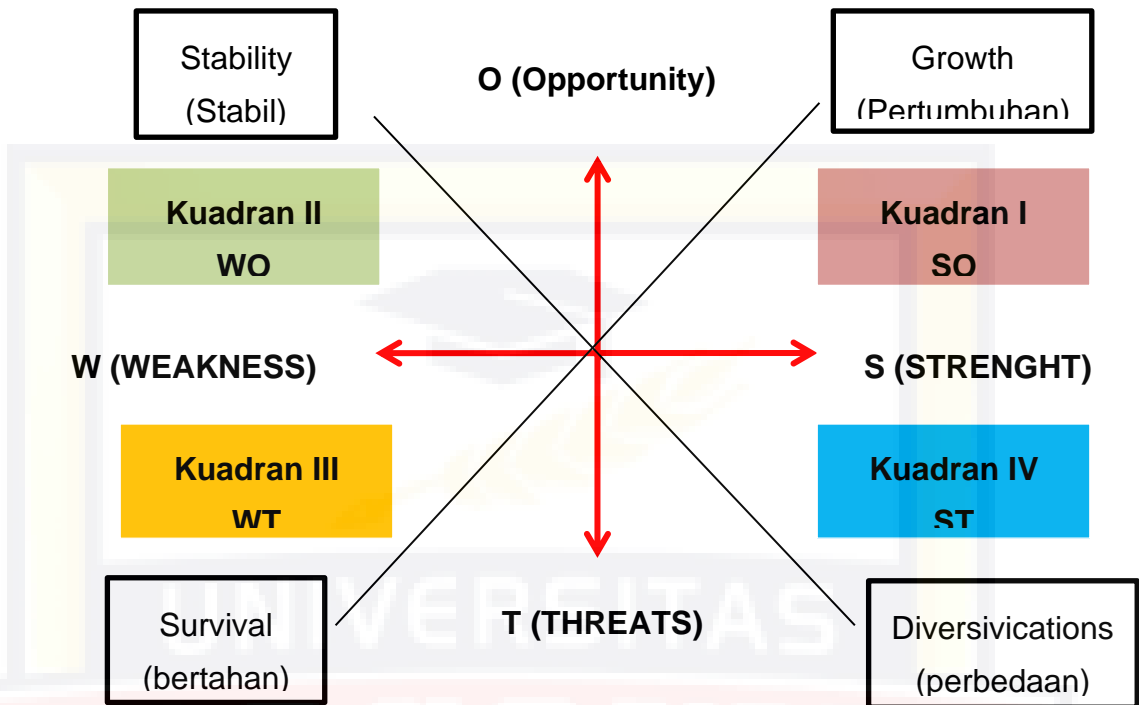 Stability
(Stabil)
O (Opportunity)
Growth
(Pertumbuhan)
Kuadran II
WO
Kuadran I
SO
W (WEAKNESS)
S (STRENGHT)
Kuadran III
WT
Kuadran IV
ST
Survival
(bertahan)
T (THREATS)
Diversivications
(perbedaan)
UNIVERSITAS